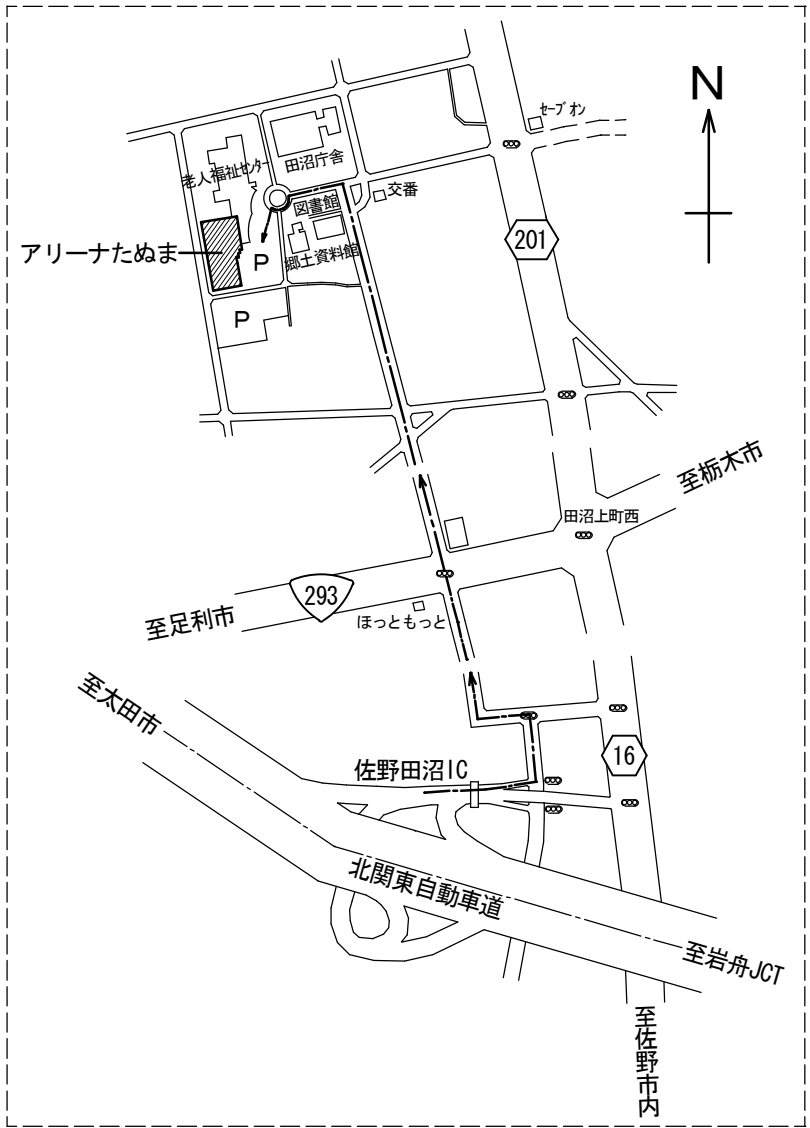 N
セーブオン
老人福祉センター
田沼庁舎
交番
図書館
201
アリーナたぬま
P
郷土資料館
P
至栃木市
田沼上町西
293
至足利市
ほっともっと
至太田市
16
佐野田沼IC
北関東自動車道
至岩舟JCT
至佐野市内